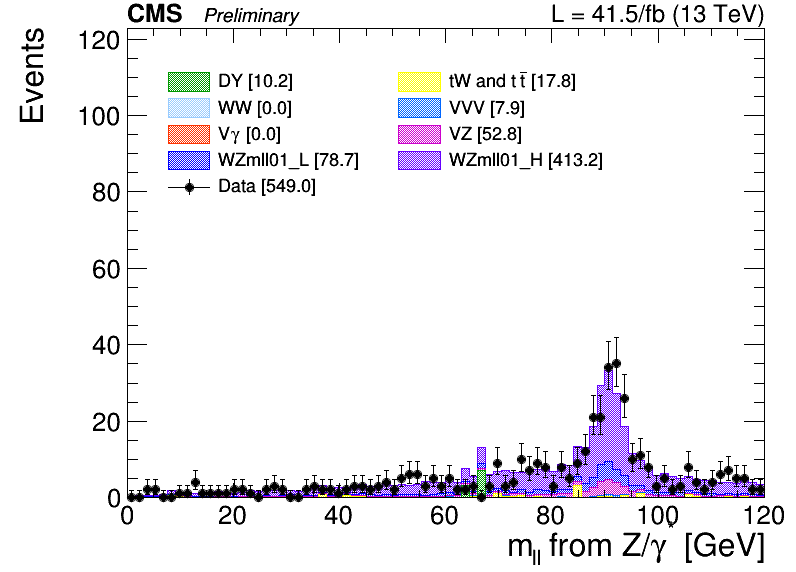 CMS Preliminary L = 41.5/fb (13 TeV)
Events
120
100
80
60
40
20
0
DY [10.2] tW and tt̅ [17.8]
WW [0.0] VVV [7.9]
Vγ [0.0] VZ [52.8]
WZmll01_L [78.7] WZmll01_H [413.2]
Data [549.0]
0 20 40 60 80 100 120
m_ll from Z/γ* [GeV]